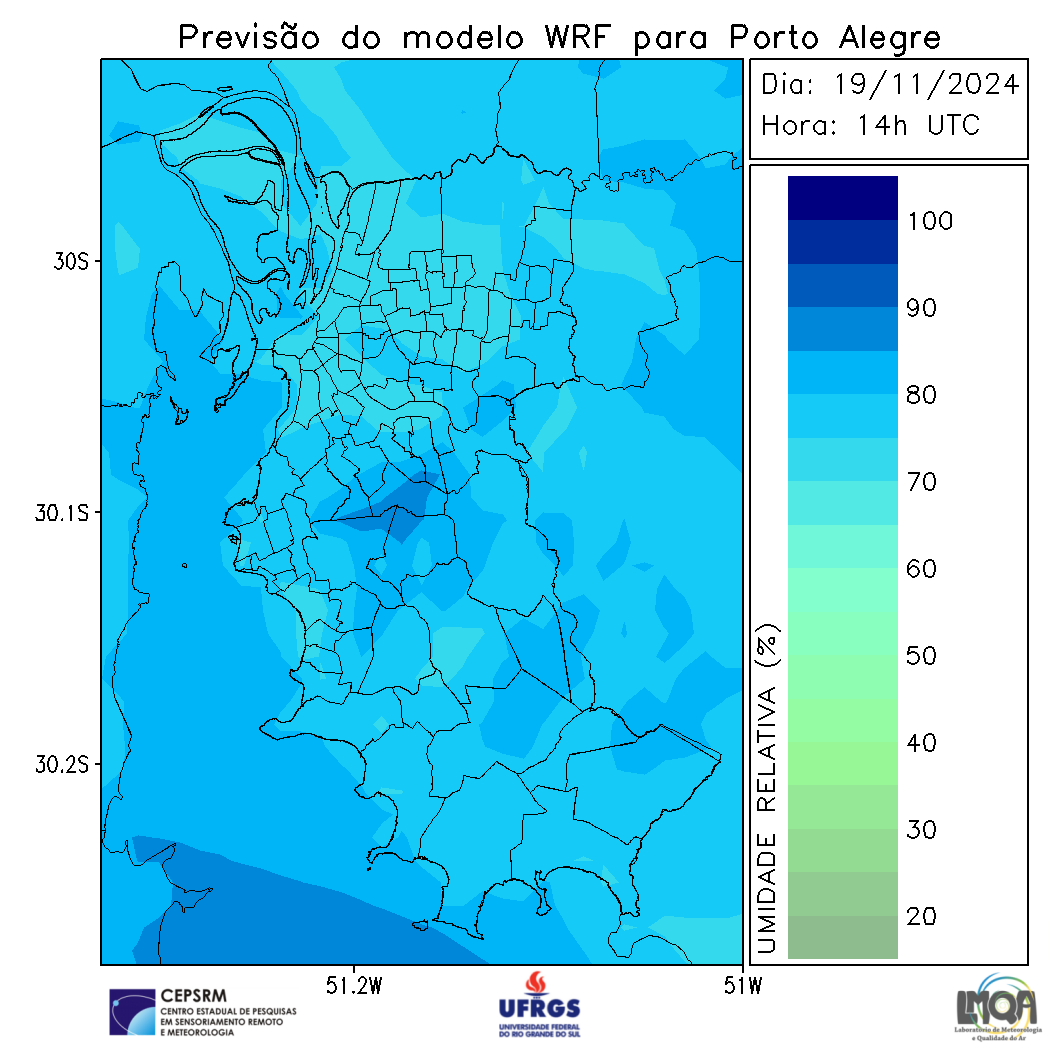 Previsão do modelo WRF para Porto Alegre
Dia: 19/11/2024
Hora: 14h UTC
100
90
80
70
60
50
40
30
20
UMIDADE RELATIVA (%)
30S
30.1S
30.2S
51.2W
51W
CEPSRM
CENTRO ESTADUAL DE PESQUISAS
EM SENSORIAMENTO REMOTO
E METEOROLOGIA
UFRGS
UNIVERSIDADE FEDERAL
DO RIO GRANDE DO SUL
LMQA
Laboratório de Meteorologia
e Qualidade do Ar